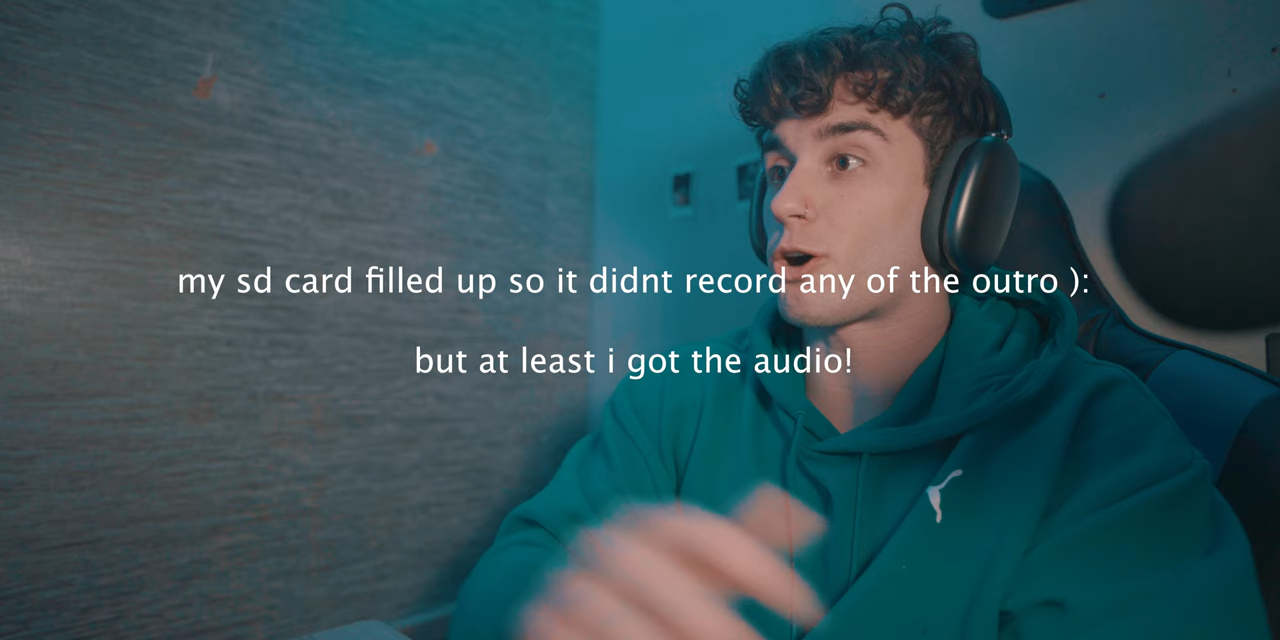 my sd card filled up so it didnt record any of the outro ):
but at least i got the audio!